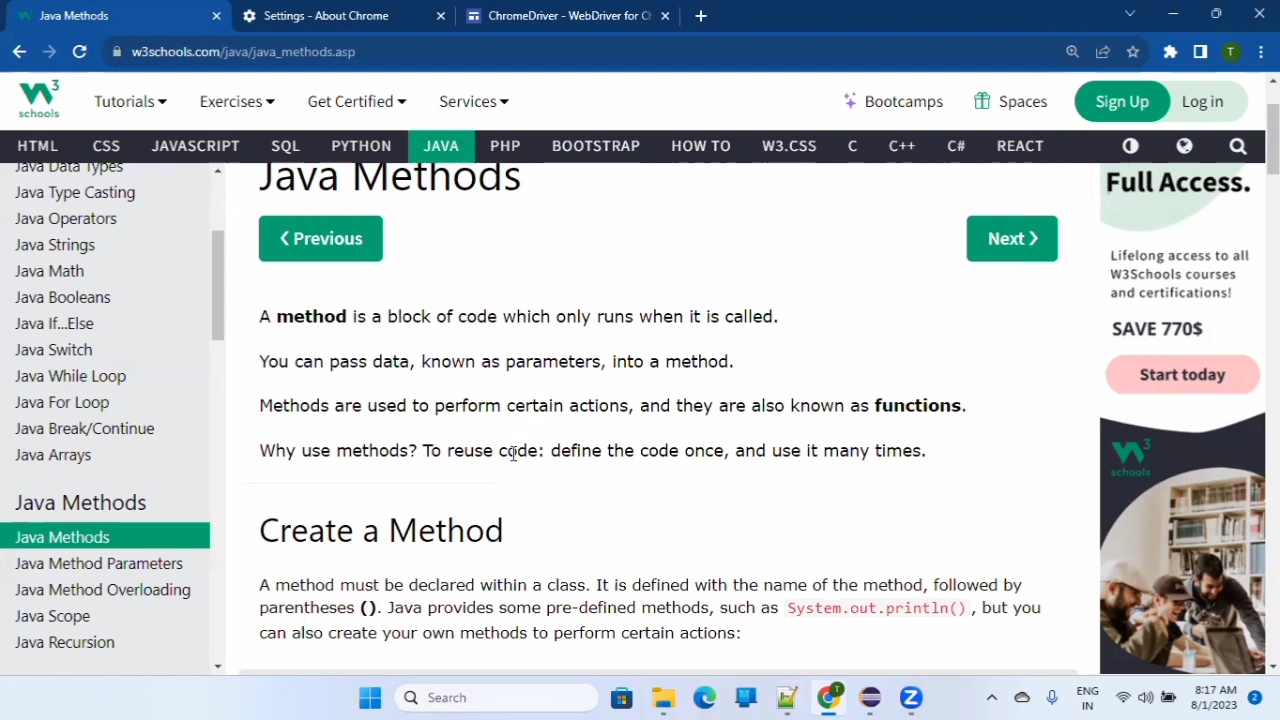 Java Methods
Settings - About Chrome
ChromeDriver - WebDriver for Ch
w3schools.com/java/java_methods.asp
T
W3
schools
Tutorials
Exercises
Get Certified
Services
Bootcamps
Spaces
Sign Up
Log in
HTML
CSS
JAVASCRIPT
SQL
PYTHON
JAVA
PHP
BOOTSTRAP
HOW TO
W3.CSS
C
C++
C#
REACT
Java Data Types
Java Type Casting
Java Operators
Java Strings
Java Math
Java Booleans
Java If...Else
Java Switch
Java While Loop
Java For Loop
Java Break/Continue
Java Arrays
Java Methods
Java Methods
Java Method Parameters
Java Method Overloading
Java Scope
Java Recursion
Java Methods
❮ Previous
Next ❯
A method is a block of code which only runs when it is called.
You can pass data, known as parameters, into a method.
Methods are used to perform certain actions, and they are also known as functions.
Why use methods? To reuse code: define the code once, and use it many times.
Create a Method
A method must be declared within a class. It is defined with the name of the method, followed by
parentheses (). Java provides some pre-defined methods, such as System.out.println(), but you
can also create your own methods to perform certain actions:
Full Access.
Lifelong access to all
W3Schools courses
and certifications!
SAVE 770$
Start today
W3
schools
Search
T
Z
ENG
IN
8:17 AM
8/1/2023
2